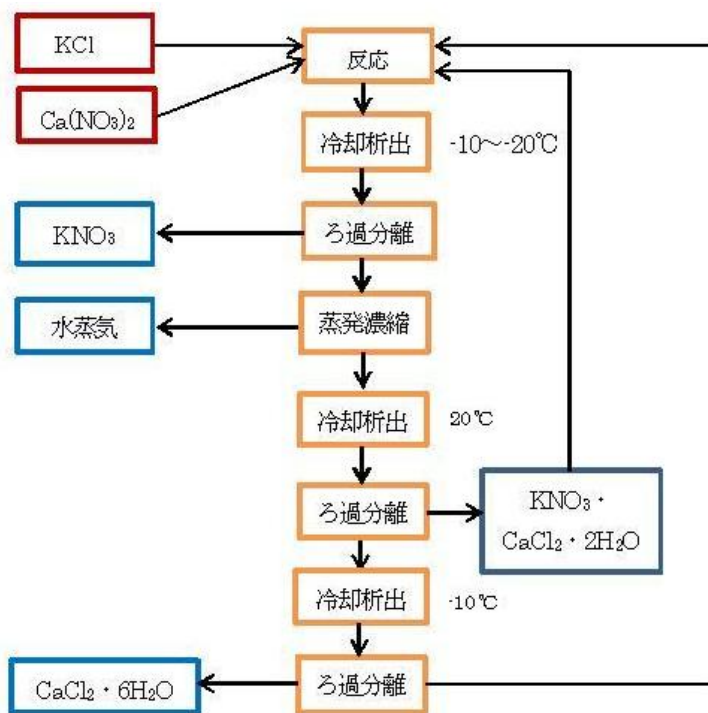 KCl
反応
Ca(NO₃)₂
冷却析出
-10～-20℃
KNO₃
ろ過分離
水蒸気
蒸発濃縮
冷却析出
20℃
ろ過分離
KNO₃・
CaCl₂・2H₂O
冷却析出
-10℃
CaCl₂・6H₂O
ろ過分離